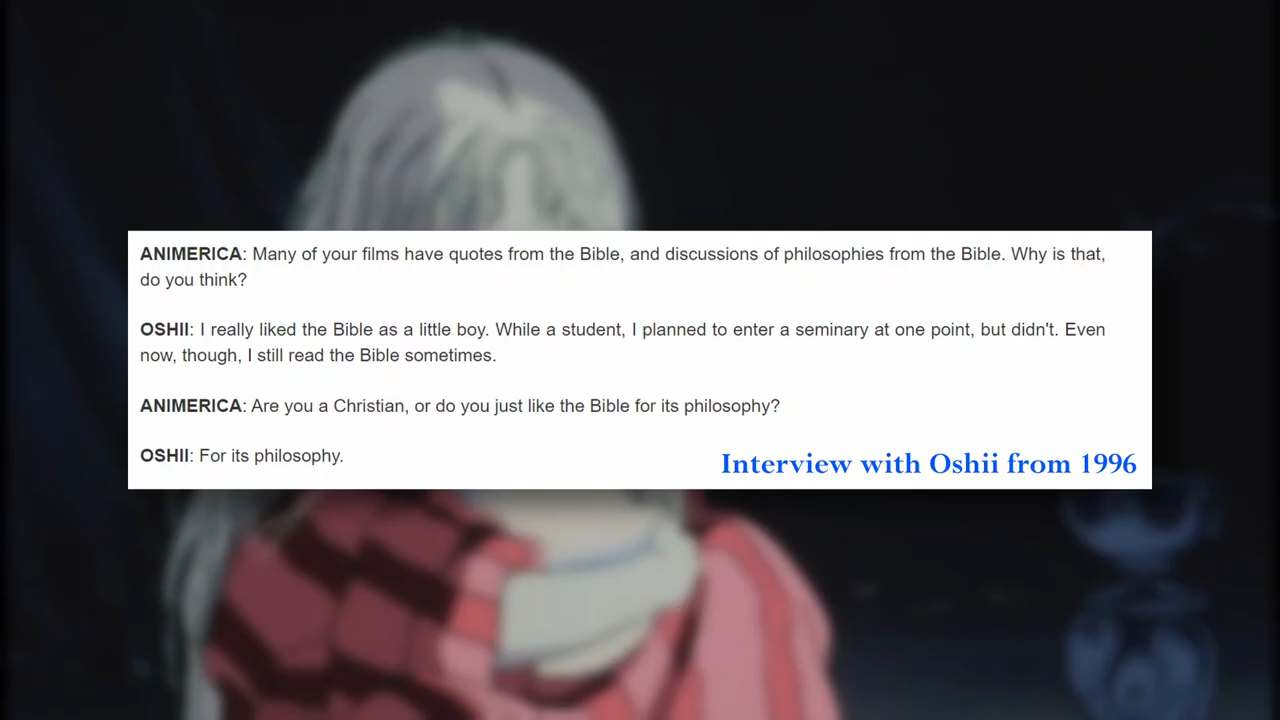 ANIMERICA: Many of your films have quotes from the Bible, and discussions of philosophies from the Bible. Why is that,
do you think?
OSHII: I really liked the Bible as a little boy. While a student, I planned to enter a seminary at one point, but didn't. Even
now, though, I still read the Bible sometimes.
ANIMERICA: Are you a Christian, or do you just like the Bible for its philosophy?
OSHII: For its philosophy.
Interview with Oshii from 1996